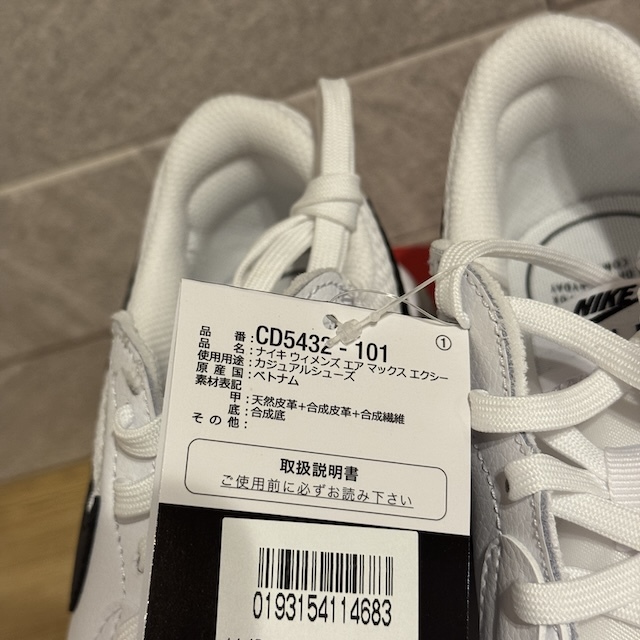 品番:CD5432-101 ①
品名:ナイキ ウィメンズ エア マックス エクシー
使用用途:カジュアルシューズ
原産国:ベトナム
素材表記
甲:天然皮革+合成皮革+合成繊維
底:合成底
その他:
取扱説明書
ご使用前に必ずお読み下さい
0193154114683
NIKE